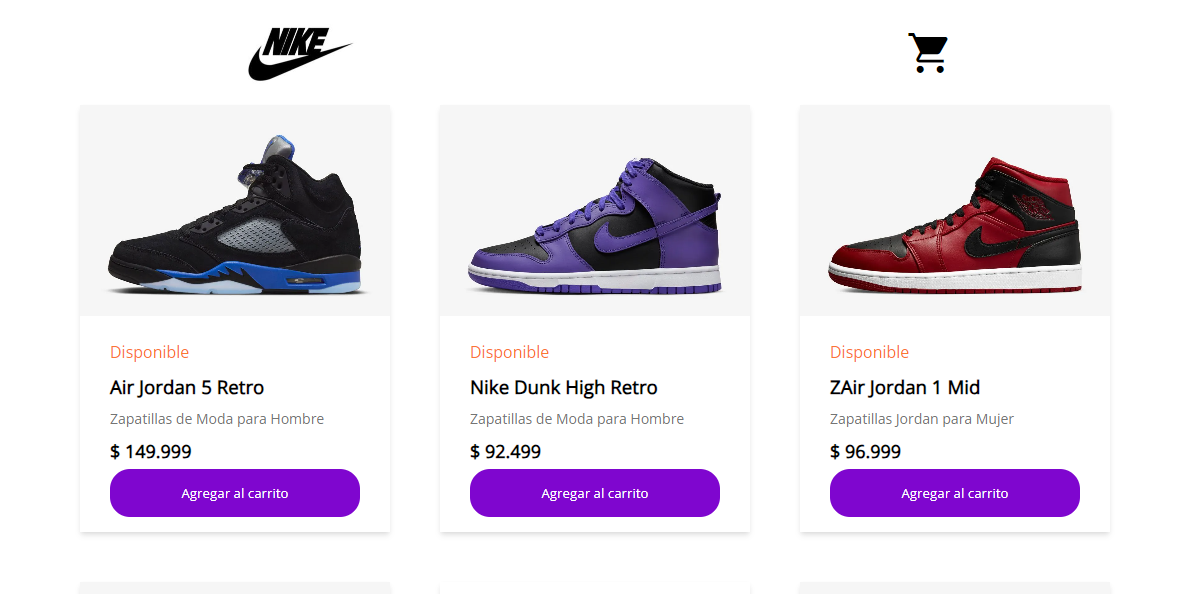 NIKE
Disponible
Air Jordan 5 Retro
Zapatillas de Moda para Hombre
$ 149.999
Agregar al carrito
Disponible
Nike Dunk High Retro
Zapatillas de Moda para Hombre
$ 92.499
Agregar al carrito
Disponible
ZAir Jordan 1 Mid
Zapatillas Jordan para Mujer
$ 96.999
Agregar al carrito